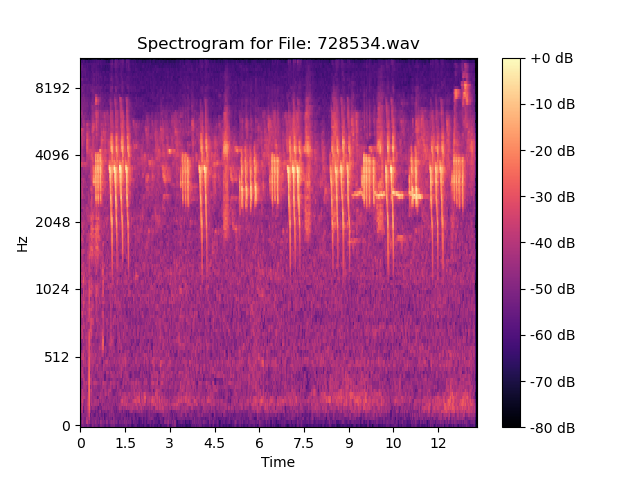 Spectrogram for File: 728534.wav
+0 dB
8192
-10 dB
4096
-20 dB
-30 dB
2048
Hz
-40 dB
1024
-50 dB
512
-60 dB
-70 dB
0
-80 dB
0 1.5 3 4.5 6 7.5 9 10 12
Time